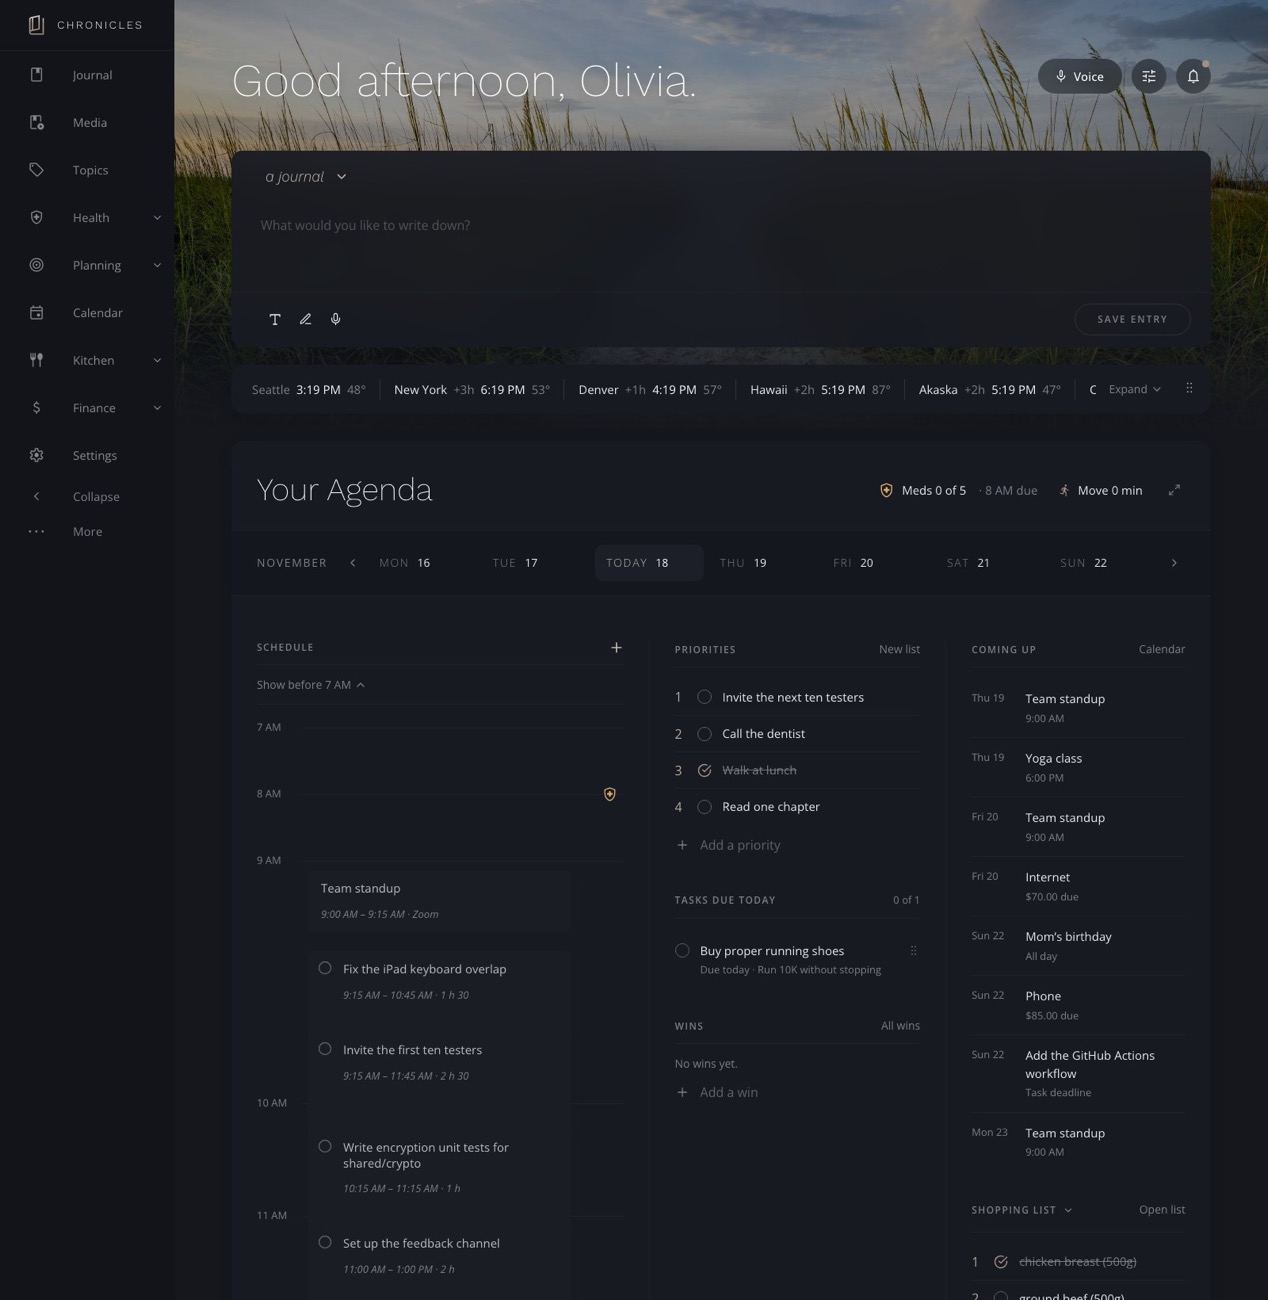 CHRONICLES
Journal
Media
Topics
Health
Planning
Calendar
Kitchen
Finance
Settings
Collapse
More
Good afternoon, Olivia.
Voice
a journal
What would you like to write down?
SAVE ENTRY
Seattle 3:19 PM 48° New York +3h 6:19 PM 53° Denver +1h 4:19 PM 57° Hawaii +2h 5:19 PM 87° Akaska +2h 5:19 PM 47° C Expand
Your Agenda
Meds 0 of 5 · 8 AM due Move 0 min
NOVEMBER MON 16 TUE 17 TODAY 18 THU 19 FRI 20 SAT 21 SUN 22
SCHEDULE
Show before 7 AM
7 AM
8 AM
9 AM
Team standup
9:00 AM – 9:15 AM · Zoom
Fix the iPad keyboard overlap
9:15 AM – 10:45 AM · 1 h 30
Invite the first ten testers
9:15 AM – 11:45 AM · 2 h 30
10 AM
Write encryption unit tests for
shared/crypto
10:15 AM – 11:15 AM · 1 h
11 AM
Set up the feedback channel
11:00 AM – 1:00 PM · 2 h
PRIORITIES New list
1 Invite the next ten testers
2 Call the dentist
3 Walk at lunch
4 Read one chapter
Add a priority
TASKS DUE TODAY 0 of 1
Buy proper running shoes
Due today · Run 10K without stopping
WINS All wins
No wins yet.
Add a win
COMING UP Calendar
Thu 19 Team standup
9:00 AM
Thu 19 Yoga class
6:00 PM
Fri 20 Team standup
9:00 AM
Fri 20 Internet
$70.00 due
Sun 22 Mom's birthday
All day
Sun 22 Phone
$85.00 due
Sun 22 Add the GitHub Actions
workflow
Task deadline
Mon 23 Team standup
9:00 AM
SHOPPING LIST Open list
1 chicken breast (500g)
2 ground beef (500g)